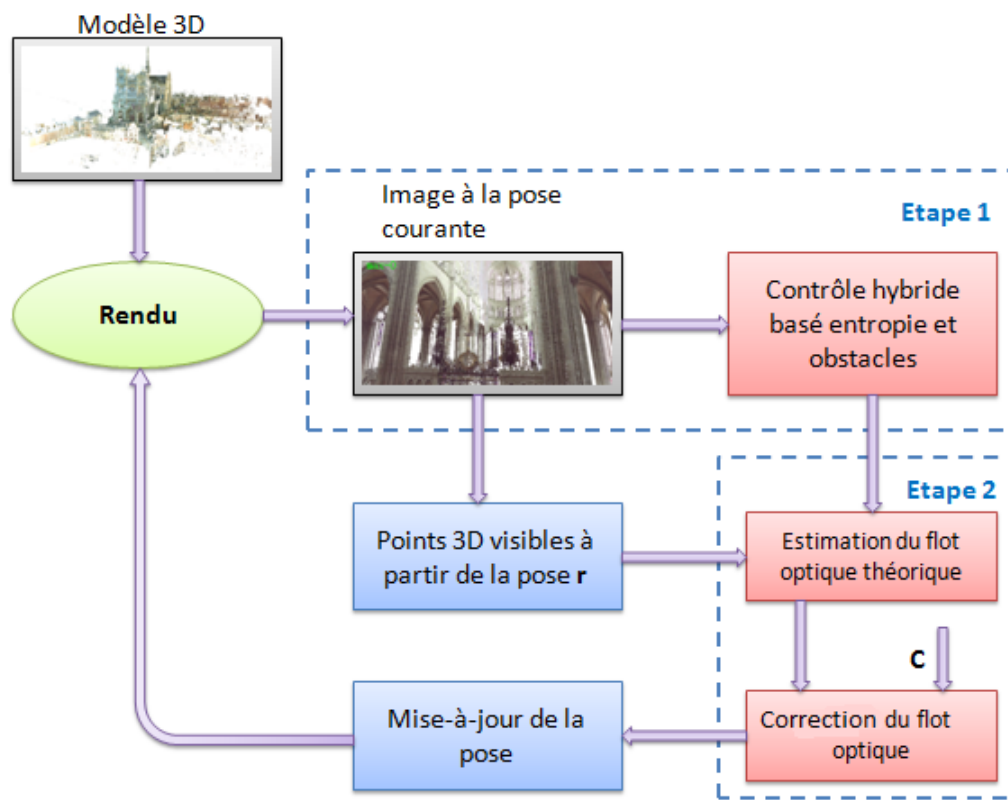 Modèle 3D
Image à la pose
courante
Etape 1
Rendu
Contrôle hybride
basé entropie et
obstacles
Etape 2
Points 3D visibles à
partir de la pose r
Estimation du flot
optique théorique
C
Mise-à-jour de la
pose
Correction du flot
optique